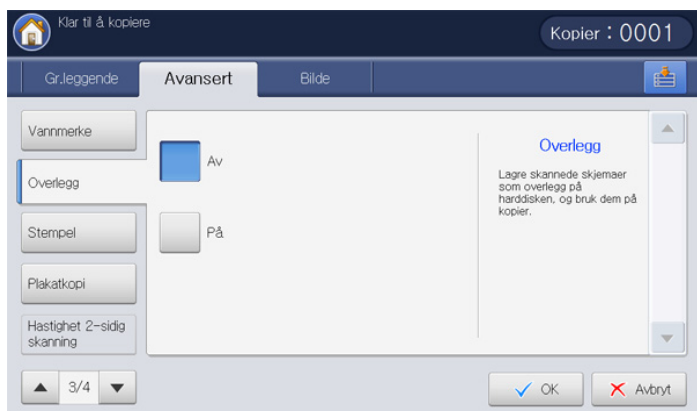 Klar til å kopiere
Kopier : 0001
Gr.leggende
Avansert
Bilde
Vannmerke
Overlegg
Stempel
Plakatkopi
Hastighet 2-sidig
skanning
3/4
Av
På
Overlegg
Lagre skannede skjemaer
som overlegg på
harddisken, og bruk dem på
kopier.
OK
Avbryt